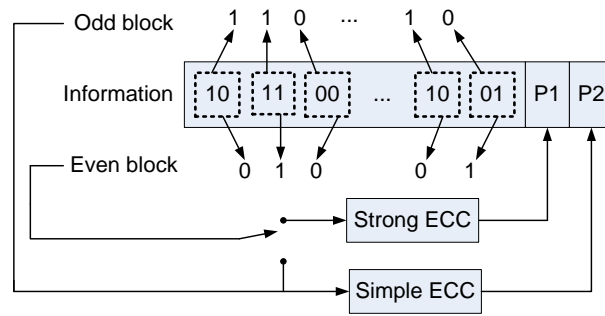 Odd block 1 1 0 ... 1 0
Information 10 11 00 ... 10 01 P1 P2
Even block 0 1 0 0 1
Strong ECC
Simple ECC